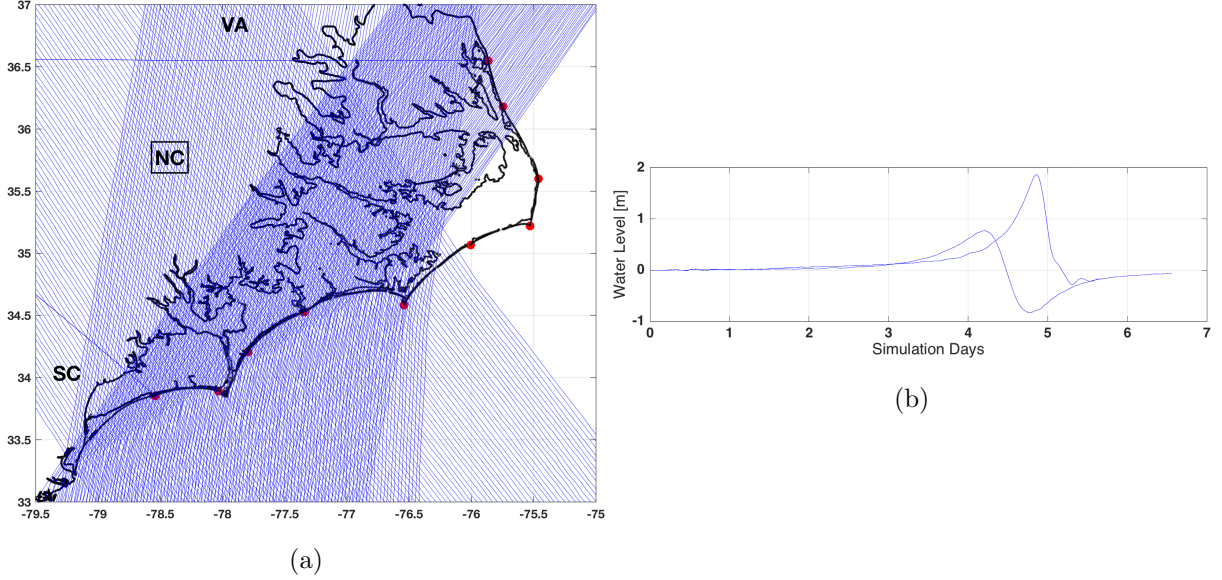 37
36.5
36
35.5
35
34.5
34
33.5
33
VA
NC
SC
-79.5 -79 -78.5 -78 -77.5 -77 -76.5 -76 -75.5 -75
(a)
2
1
0
-1
Water Level [m]
0 1 2 3 4 5 6 7
Simulation Days
(b)